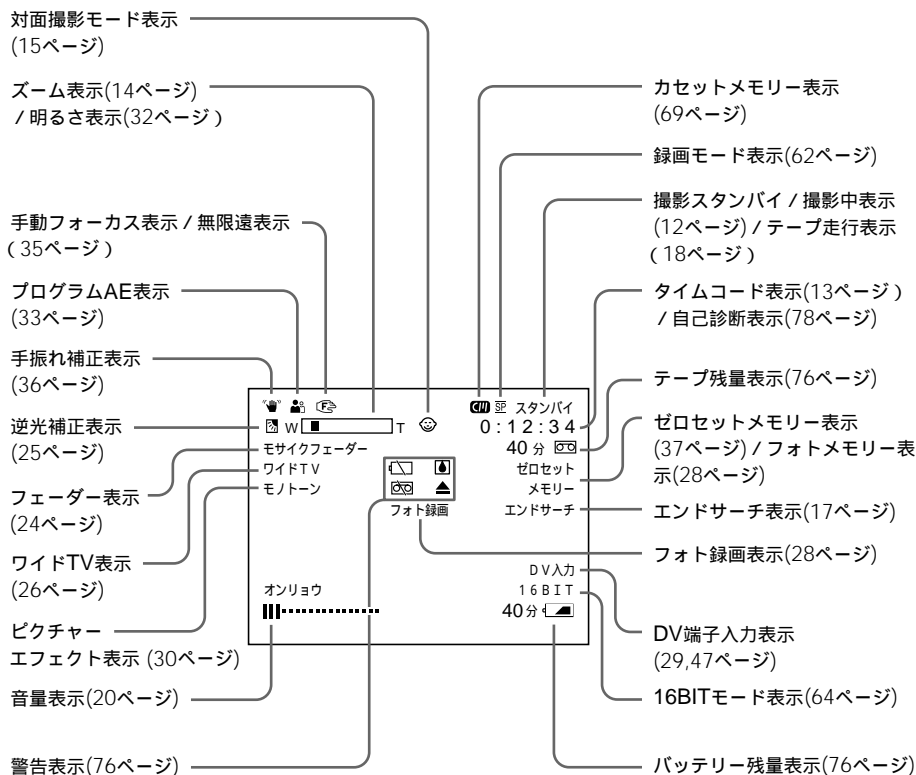 対面撮影モード表示
(15ページ)
ズーム表示(14ページ)
/ 明るさ表示(32ページ)
手動フォーカス表示 / 無限遠表示
(35ページ)
プログラムAE表示
(33ページ)
手振れ補正表示
(36ページ)
逆光補正表示
(25ページ)
フェーダー表示
(24ページ)
ワイドTV表示
(26ページ)
ピクチャー
エフェクト表示 (30ページ)
音量表示(20ページ)
警告表示(76ページ)
W T
モザイクフェーダー
ワイドTV
モノトーン
フォト録画
オンリョウ
SP スタンバイ
0:12:34
40 分
ゼロセット
メモリー
エンドサーチ
DV入力
16BIT
40分
カセットメモリー表示
(69ページ)
録画モード表示(62ページ)
撮影スタンバイ / 撮影中表示
(12ページ) / テープ走行表示
(18ページ)
タイムコード表示(13ページ)
/ 自己診断表示(78ページ)
テープ残量表示(76ページ)
ゼロセットメモリー表示
(37ページ) / フォトメモリー表
示(28ページ)
エンドサーチ表示(17ページ)
フォト録画表示(28ページ)
DV端子入力表示
(29,47ページ)
16BITモード表示(64ページ)
バッテリー残量表示(76ページ)